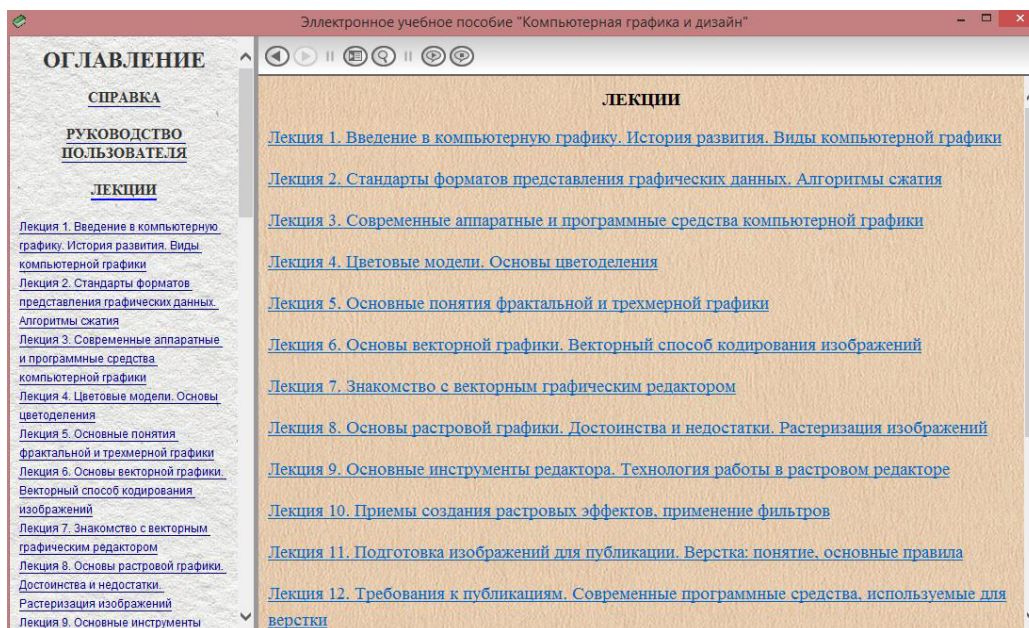 Эллектронное учебное пособие "Компьютерная графика и дизайн"
ОГЛАВЛЕНИЕ
СПРАВКА
РУКОВОДСТВО
ПОЛЬЗОВАТЕЛЯ
ЛЕКЦИИ
Лекция 1. Введение в компьютерную
графику. История развития. Виды
компьютерной графики
Лекция 2. Стандарты форматов
представления графических данных.
Алгоритмы сжатия
Лекция 3. Современные аппаратные
и программные средства
компьютерной графики
Лекция 4. Цветовые модели. Основы
цветоделения
Лекция 5. Основные понятия
фрактальной и трехмерной графики
Лекция 6. Основы векторной графики.
Векторный способ кодирования
изображений
Лекция 7. Знакомство с векторным
графическим редактором
Лекция 8. Основы растровой графики.
Достоинства и недостатки.
Растеризация изображений
Лекция 9. Основные инструменты
ЛЕКЦИИ
Лекция 1. Введение в компьютерную графику. История развития. Виды компьютерной графики
Лекция 2. Стандарты форматов представления графических данных. Алгоритмы сжатия
Лекция 3. Современные аппаратные и программные средства компьютерной графики
Лекция 4. Цветовые модели. Основы цветоделения
Лекция 5. Основные понятия фрактальной и трехмерной графики
Лекция 6. Основы векторной графики. Векторный способ кодирования изображений
Лекция 7. Знакомство с векторным графическим редактором
Лекция 8. Основы растровой графики. Достоинства и недостатки. Растеризация изображений
Лекция 9. Основные инструменты редактора. Технология работы в растровом редакторе
Лекция 10. Приемы создания растровых эффектов, применение фильтров
Лекция 11. Подготовка изображений для публикации. Верстка: понятие, основные правила
Лекция 12. Требования к публикациям. Современные программные средства, используемые для
верстки